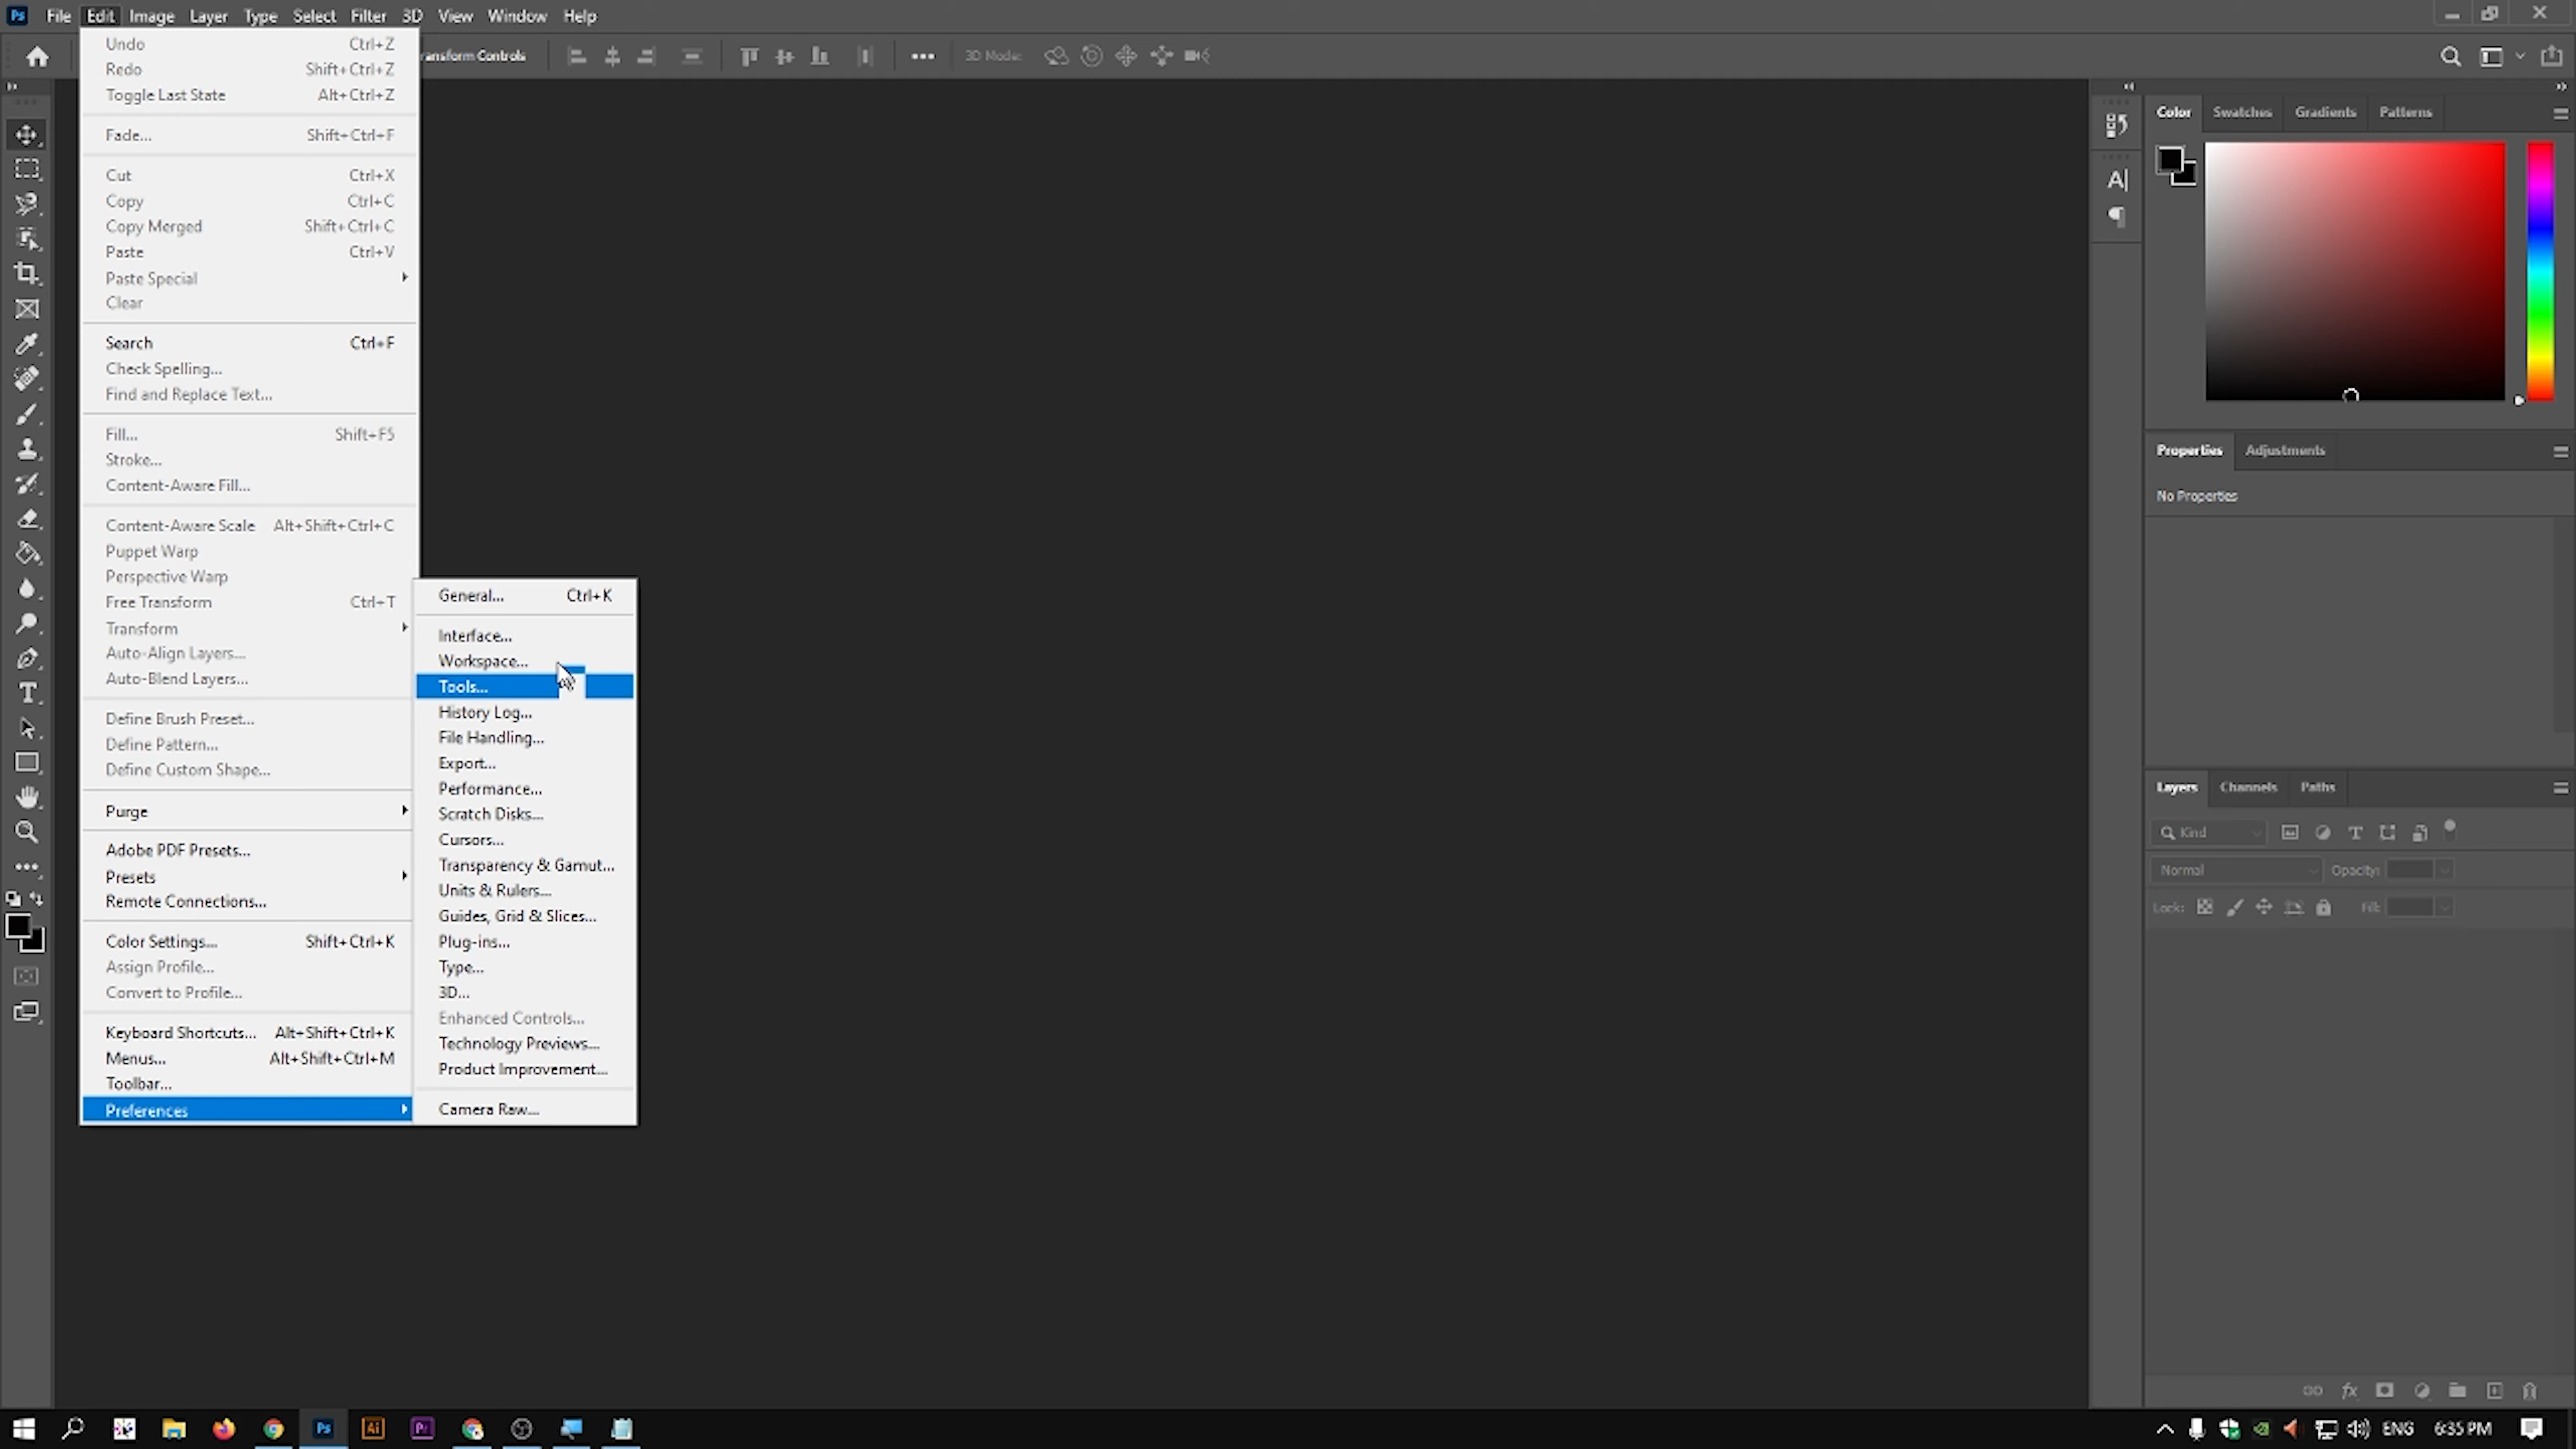 Ps File Edit Image Layer Type Select Filter 3D View Window Help
ransform Controls 3D Mode:
Undo Ctrl+Z
Redo Shift+Ctrl+Z
Toggle Last State Alt+Ctrl+Z
Fade... Shift+Ctrl+F
Cut Ctrl+X
Copy Ctrl+C
Copy Merged Shift+Ctrl+C
Paste Ctrl+V
Paste Special
Clear
Search Ctrl+F
Check Spelling...
Find and Replace Text...
Fill... Shift+F5
Stroke...
Content-Aware Fill...
Content-Aware Scale Alt+Shift+Ctrl+C
Puppet Warp
Perspective Warp
Free Transform Ctrl+T
Transform
Auto-Align Layers...
Auto-Blend Layers...
Define Brush Preset...
Define Pattern...
Define Custom Shape...
Purge
Adobe PDF Presets...
Presets
Remote Connections...
Color Settings... Shift+Ctrl+K
Assign Profile...
Convert to Profile...
Keyboard Shortcuts... Alt+Shift+Ctrl+K
Menus... Alt+Shift+Ctrl+M
Toolbar...
Preferences
General... Ctrl+K
Interface...
Workspace...
Tools...
History Log...
File Handling...
Export...
Performance...
Scratch Disks...
Cursors...
Transparency & Gamut...
Units & Rulers...
Guides, Grid & Slices...
Plug-ins...
Type...
3D...
Enhanced Controls...
Technology Previews...
Product Improvement...
Camera Raw...
Color Swatches Gradients Patterns
Properties Adjustments
No Properties
Layers Channels Paths
Kind
Normal Opacity:
Lock: Fill:
Ps Ai Pr ENG 6:35 PM